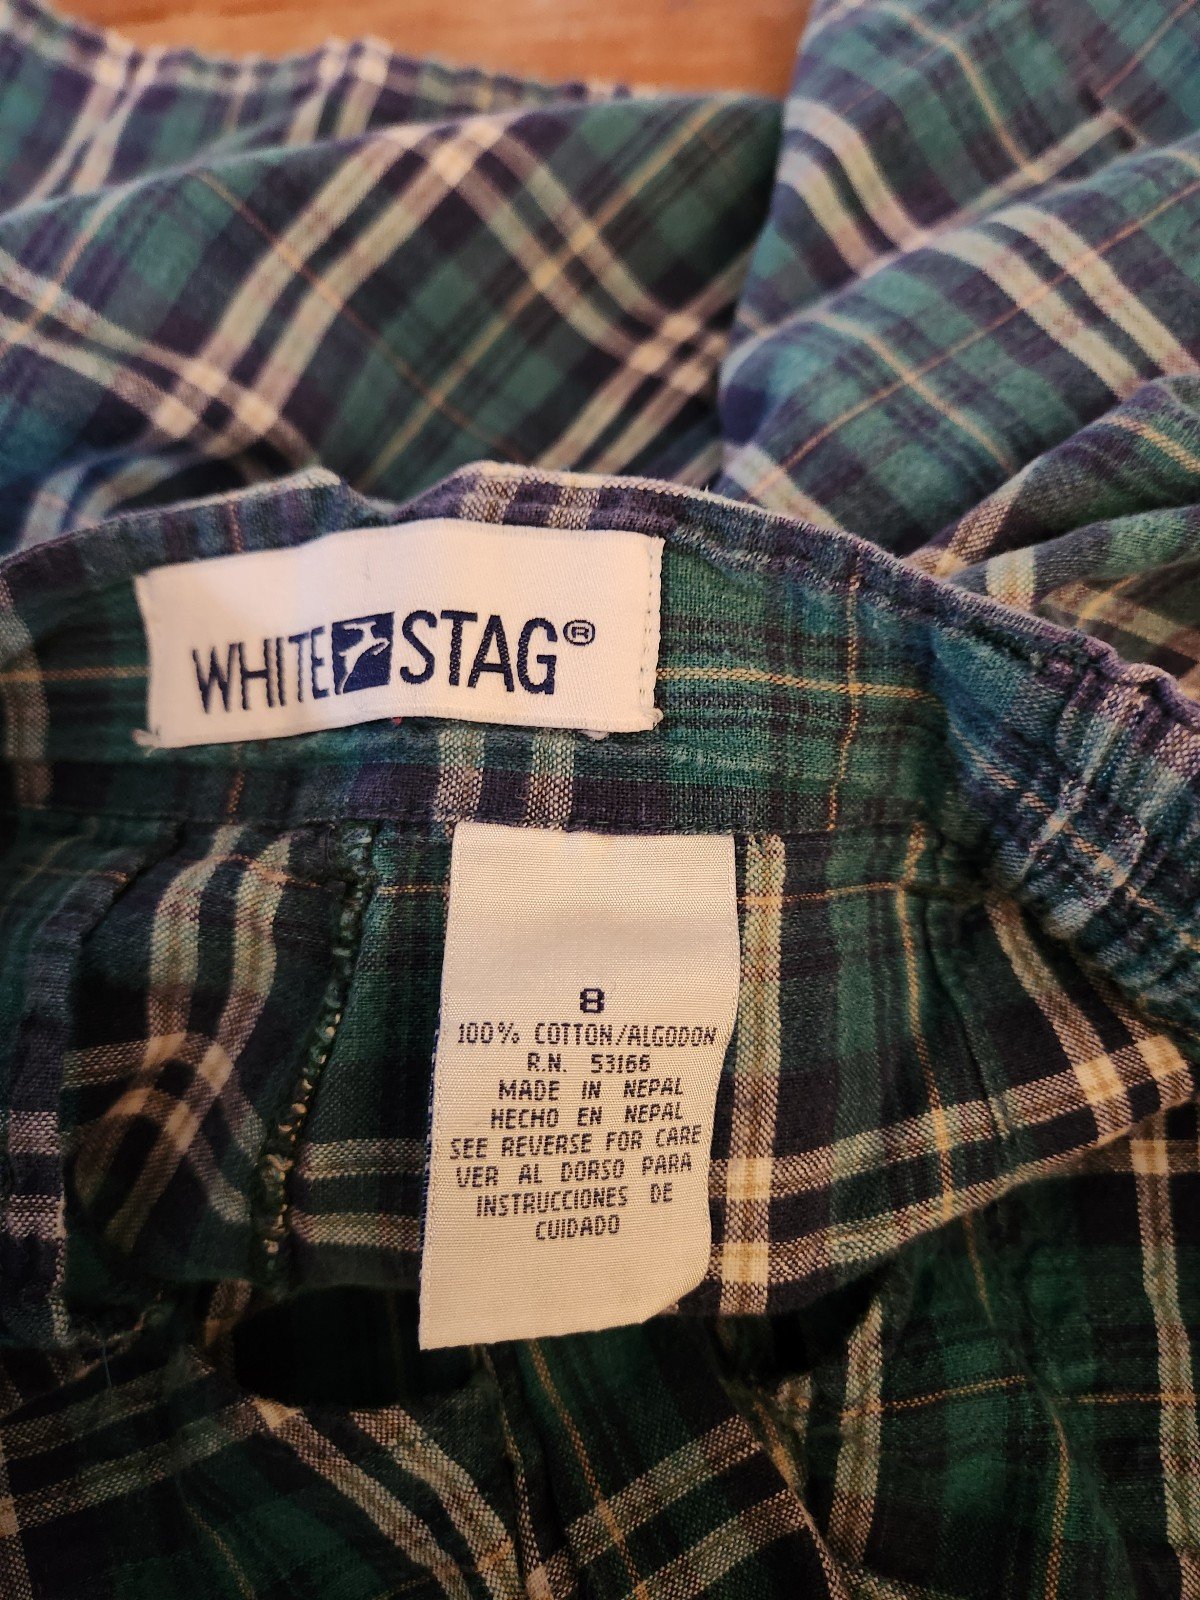 WHITE STAG®
8
100% COTTON/ALGODON
R.N. 53166
MADE IN NEPAL
HECHO EN NEPAL
SEE REVERSE FOR CARE
VER AL DORSO PARA
INSTRUCCIONES DE
CUIDADO